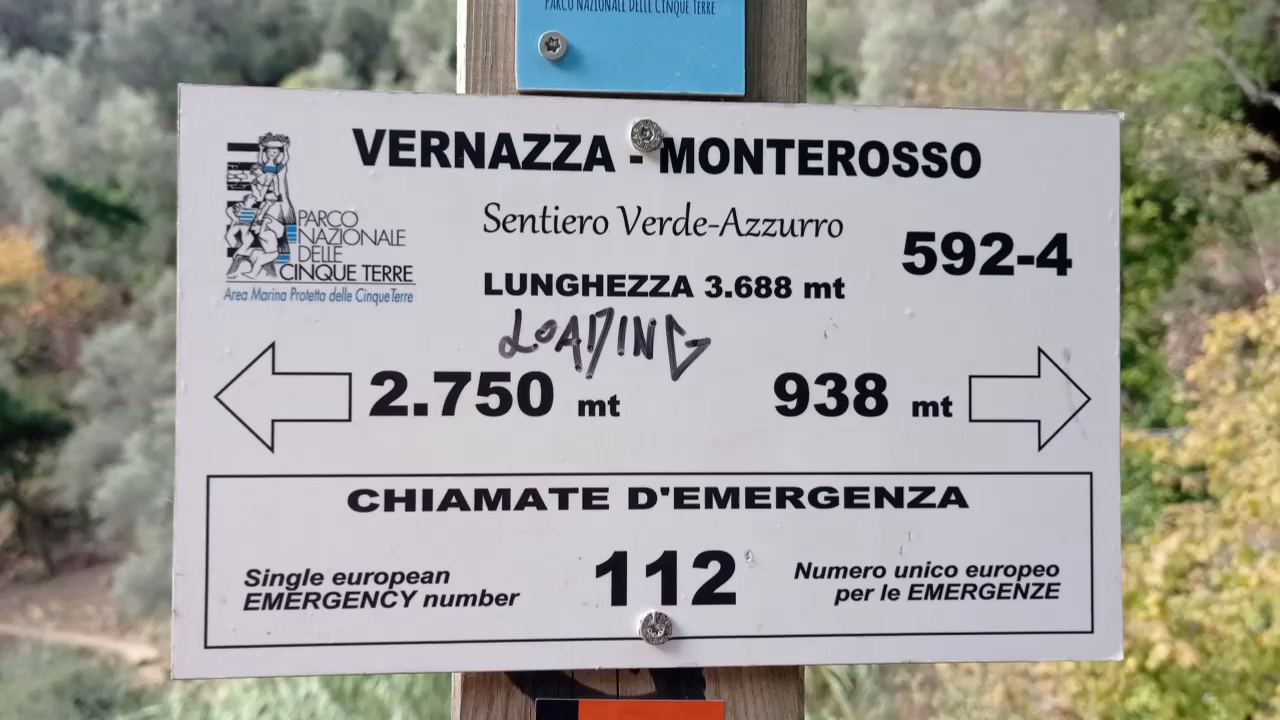 PARCO NAZIONALE DELLE CINQUE TERRE
VERNAZZA - MONTEROSSO
PARCO
NAZIONALE
DELLE
CINQUE TERRE
Area Marina Protetta delle Cinque Terre
Sentiero Verde-Azzurro
592-4
LUNGHEZZA 3.688 mt
LOADING
2.750 mt
938 mt
CHIAMATE D'EMERGENZA
Single european
EMERGENCY number
112
Numero unico europeo
per le EMERGENZE